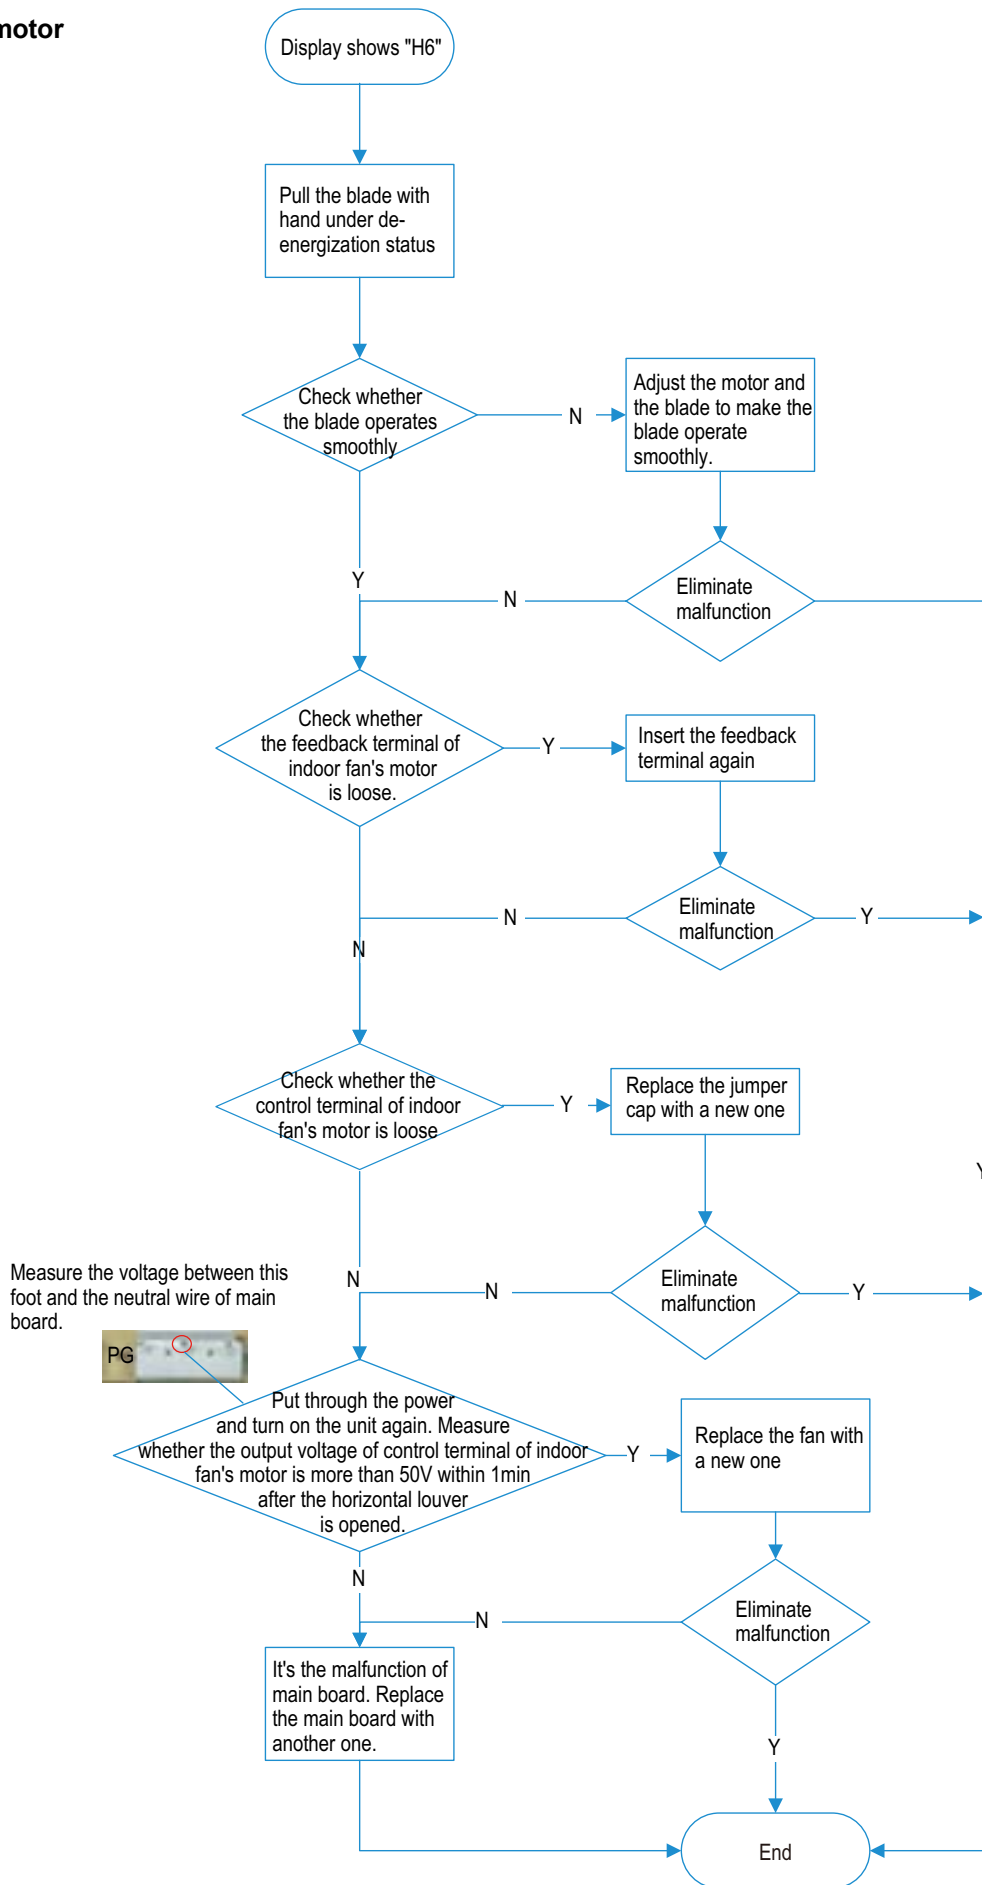 motor
Display shows "H6"
Pull the blade with
hand under de-
energization status
Check whether
the blade operates
smoothly
N
Adjust the motor and
the blade to make the
blade operate
smoothly.
Y
N
Eliminate
malfunction
Check whether
the feedback terminal of
indoor fan's motor
is loose.
Y
Insert the feedback
terminal again
N
Eliminate
malfunction
Y
N
Check whether the
control terminal of indoor
fan's motor is loose
Y
Replace the jumper
cap with a new one
Y
N
N
Eliminate
malfunction
Y
Measure the voltage between this
foot and the neutral wire of main
board.
PG
Put through the power
and turn on the unit again. Measure
whether the output voltage of control terminal of indoor
fan's motor is more than 50V within 1min
after the horizontal louver
is opened.
Y
Replace the fan with
a new one
N
N
Eliminate
malfunction
It's the malfunction of
main board. Replace
the main board with
another one.
Y
End